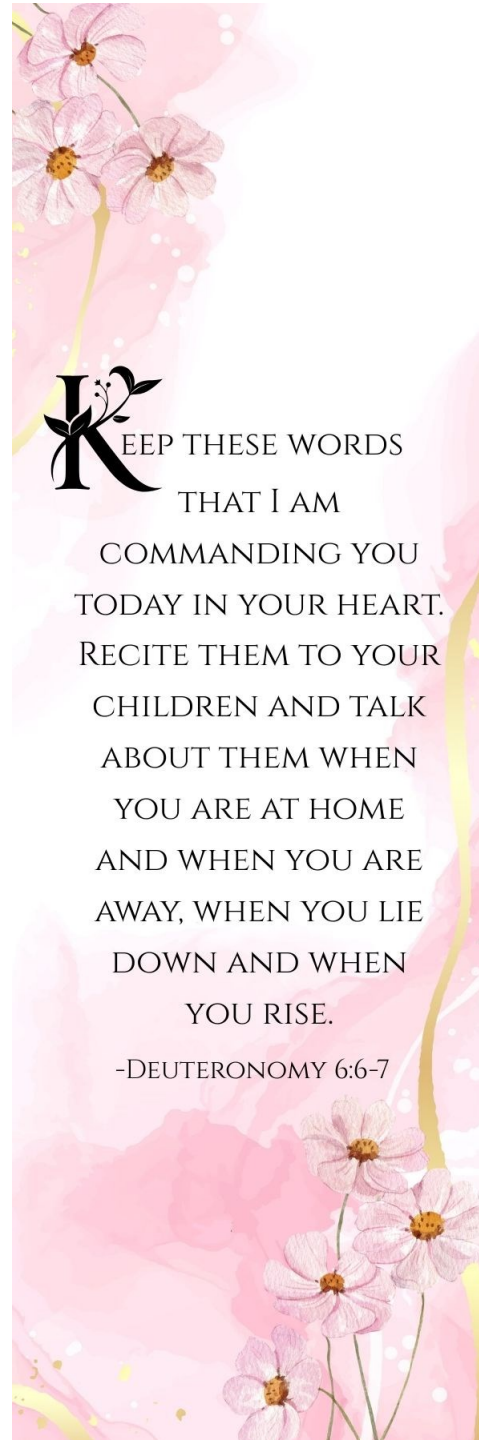 Keep these words
that I am
commanding you
today in your heart.
Recite them to your
children and talk
about them when
you are at home
and when you are
away, when you lie
down and when
you rise.
-Deuteronomy 6:6-7